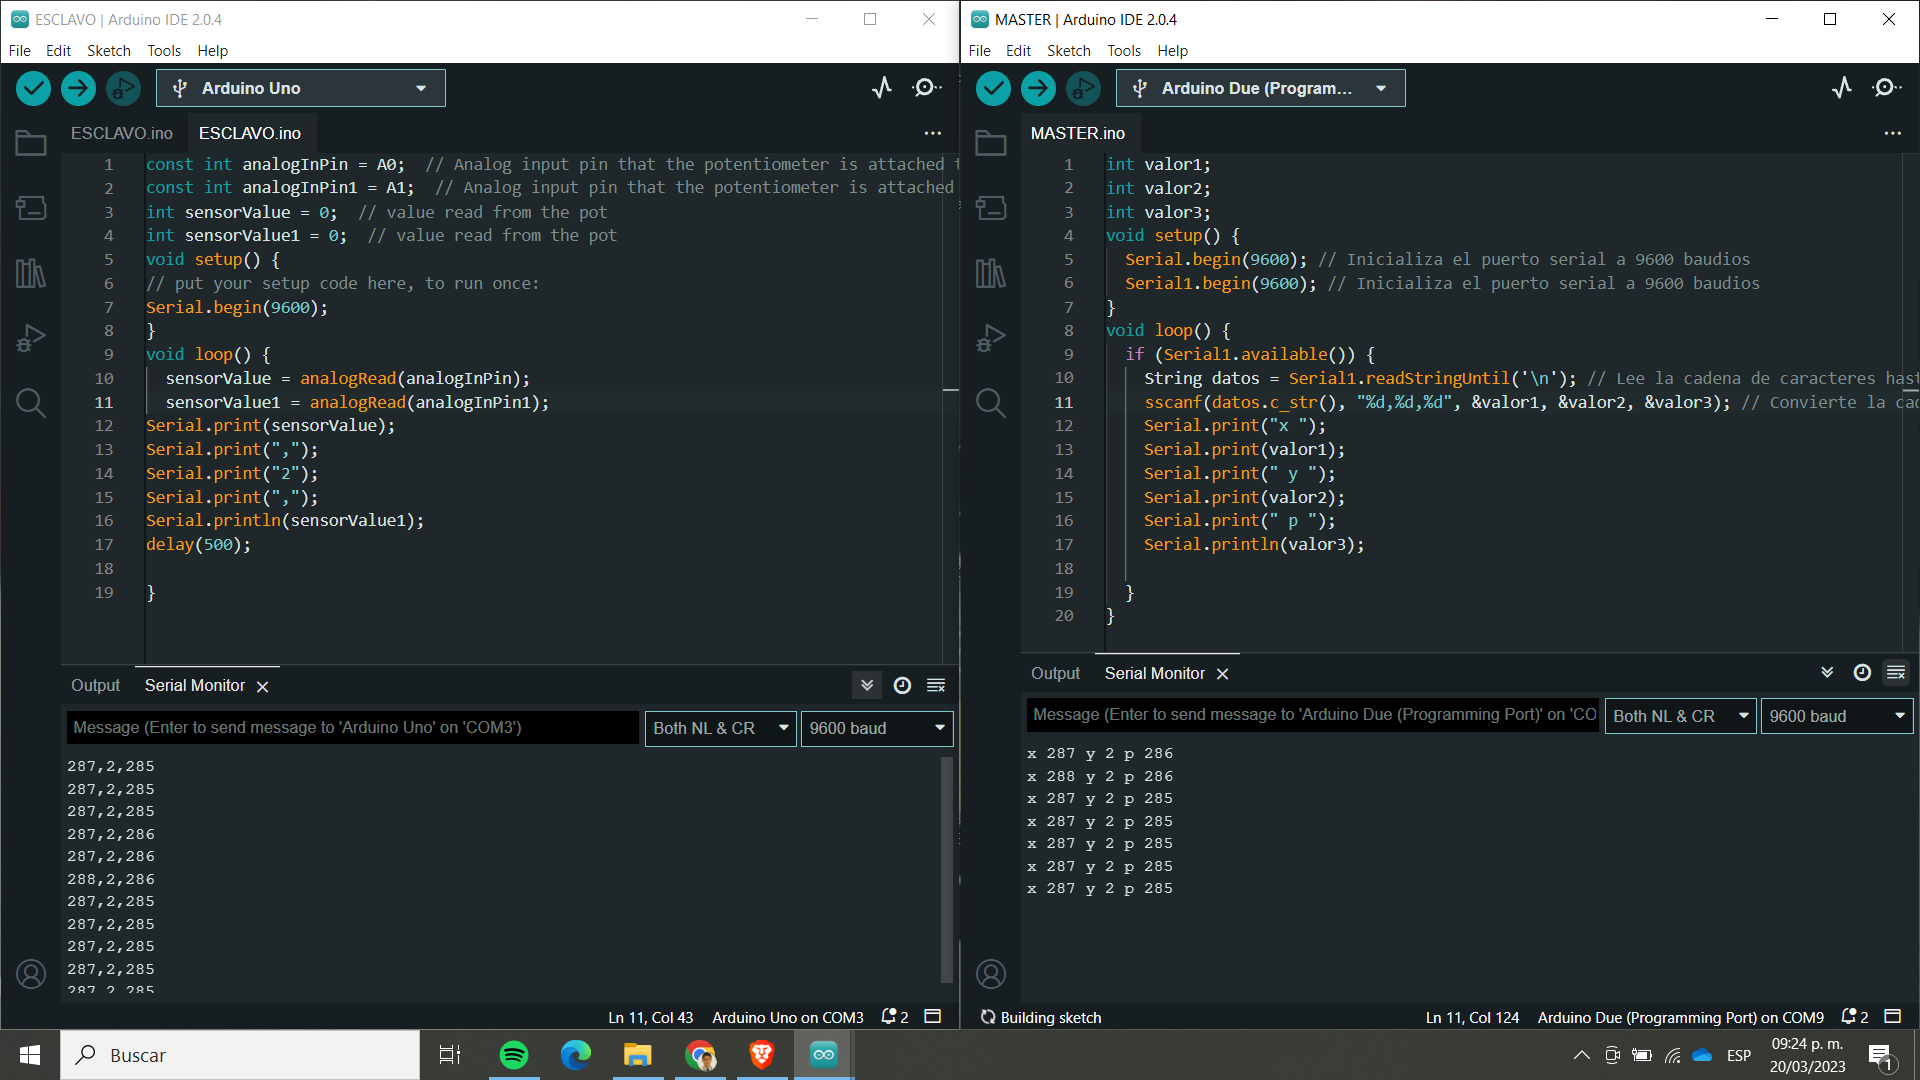 ESCLAVO | Arduino IDE 2.0.4
File Edit Sketch Tools Help
Arduino Uno
ESCLAVO.ino ESCLAVO.ino
1 const int analogInPin = A0;  // Analog input pin that the potentiometer is attached
2 const int analogInPin1 = A1;  // Analog input pin that the potentiometer is attached
3 int sensorValue = 0;  // value read from the pot
4 int sensorValue1 = 0;  // value read from the pot
5 void setup() {
6 // put your setup code here, to run once:
7 Serial.begin(9600);
8 }
9 void loop() {
10 sensorValue = analogRead(analogInPin);
11 sensorValue1 = analogRead(analogInPin1);
12 Serial.print(sensorValue);
13 Serial.print(",");
14 Serial.print("2");
15 Serial.print(",");
16 Serial.println(sensorValue1);
17 delay(500);
18
19 }
Output Serial Monitor
Message (Enter to send message to 'Arduino Uno' on 'COM3')
Both NL & CR
9600 baud
287,2,285
287,2,285
287,2,285
287,2,286
287,2,286
288,2,286
287,2,285
287,2,285
287,2,285
287,2,285
287,2,285
Ln 11, Col 43 Arduino Uno on COM3 2
MASTER | Arduino IDE 2.0.4
File Edit Sketch Tools Help
Arduino Due (Program...
MASTER.ino
1 int valor1;
2 int valor2;
3 int valor3;
4 void setup() {
5 Serial.begin(9600); // Inicializa el puerto serial a 9600 baudios
6 Serial1.begin(9600); // Inicializa el puerto serial a 9600 baudios
7 }
8 void loop() {
9 if (Serial1.available()) {
10 String datos = Serial1.readStringUntil('\n'); // Lee la cadena de caracteres hast
11 sscanf(datos.c_str(), "%d,%d,%d", &valor1, &valor2, &valor3); // Convierte la cad
12 Serial.print("x ");
13 Serial.print(valor1);
14 Serial.print(" y ");
15 Serial.print(valor2);
16 Serial.print(" p ");
17 Serial.println(valor3);
18
19 }
20 }
Output Serial Monitor
Message (Enter to send message to 'Arduino Due (Programming Port)' on 'CO
Both NL & CR
9600 baud
x 287 y 2 p 286
x 288 y 2 p 286
x 287 y 2 p 285
x 287 y 2 p 285
x 287 y 2 p 285
x 287 y 2 p 285
x 287 y 2 p 285
Building sketch Ln 11, Col 124 Arduino Due (Programming Port) on COM9 2
Buscar
ESP
09:24 p. m.
20/03/2023
1